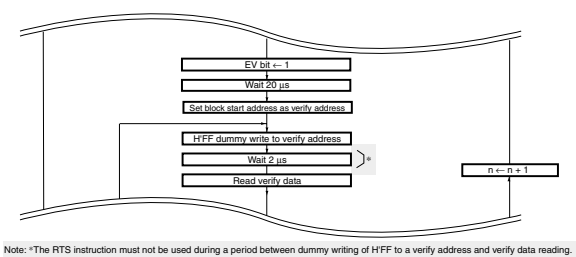 EV bit ← 1
Wait 20 µs
Set block start address as verify address
H'FF dummy write to verify address
Wait 2 µs
*
Read verify data
n ← n + 1
Note: *The RTS instruction must not be used during a period between dummy writing of H'FF to a verify address and verify data reading.